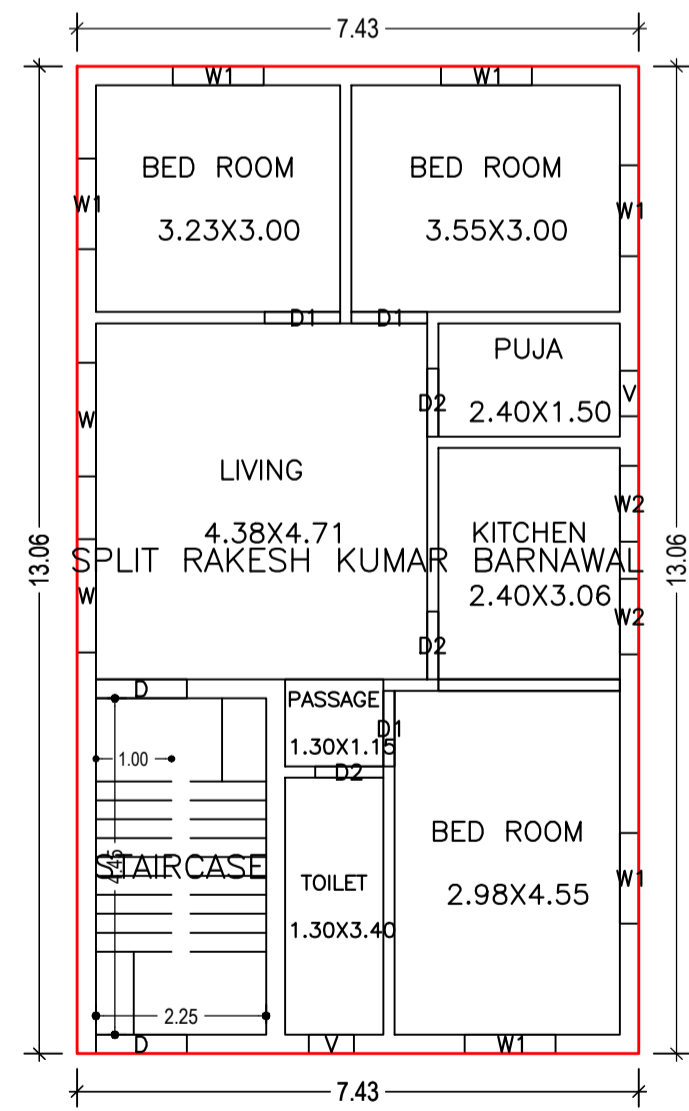 7.43
W1
W1
BED ROOM
BED ROOM
W1
W1
3.23X3.00
3.55X3.00
D1
D1
PUJA
V
D2
2.40X1.50
W
LIVING
W2
4.38X4.71
KITCHEN
SPLIT RAKESH KUMAR BARNAWAL
13.06
13.06
W
2.40X3.06
W2
D2
D
PASSAGE
D1
1.30X1.15
1.00
D2
BED ROOM
STAIRCASE
4.45
TOILET
W1
2.98X4.55
1.30X3.40
2.25
D
V
W1
7.43